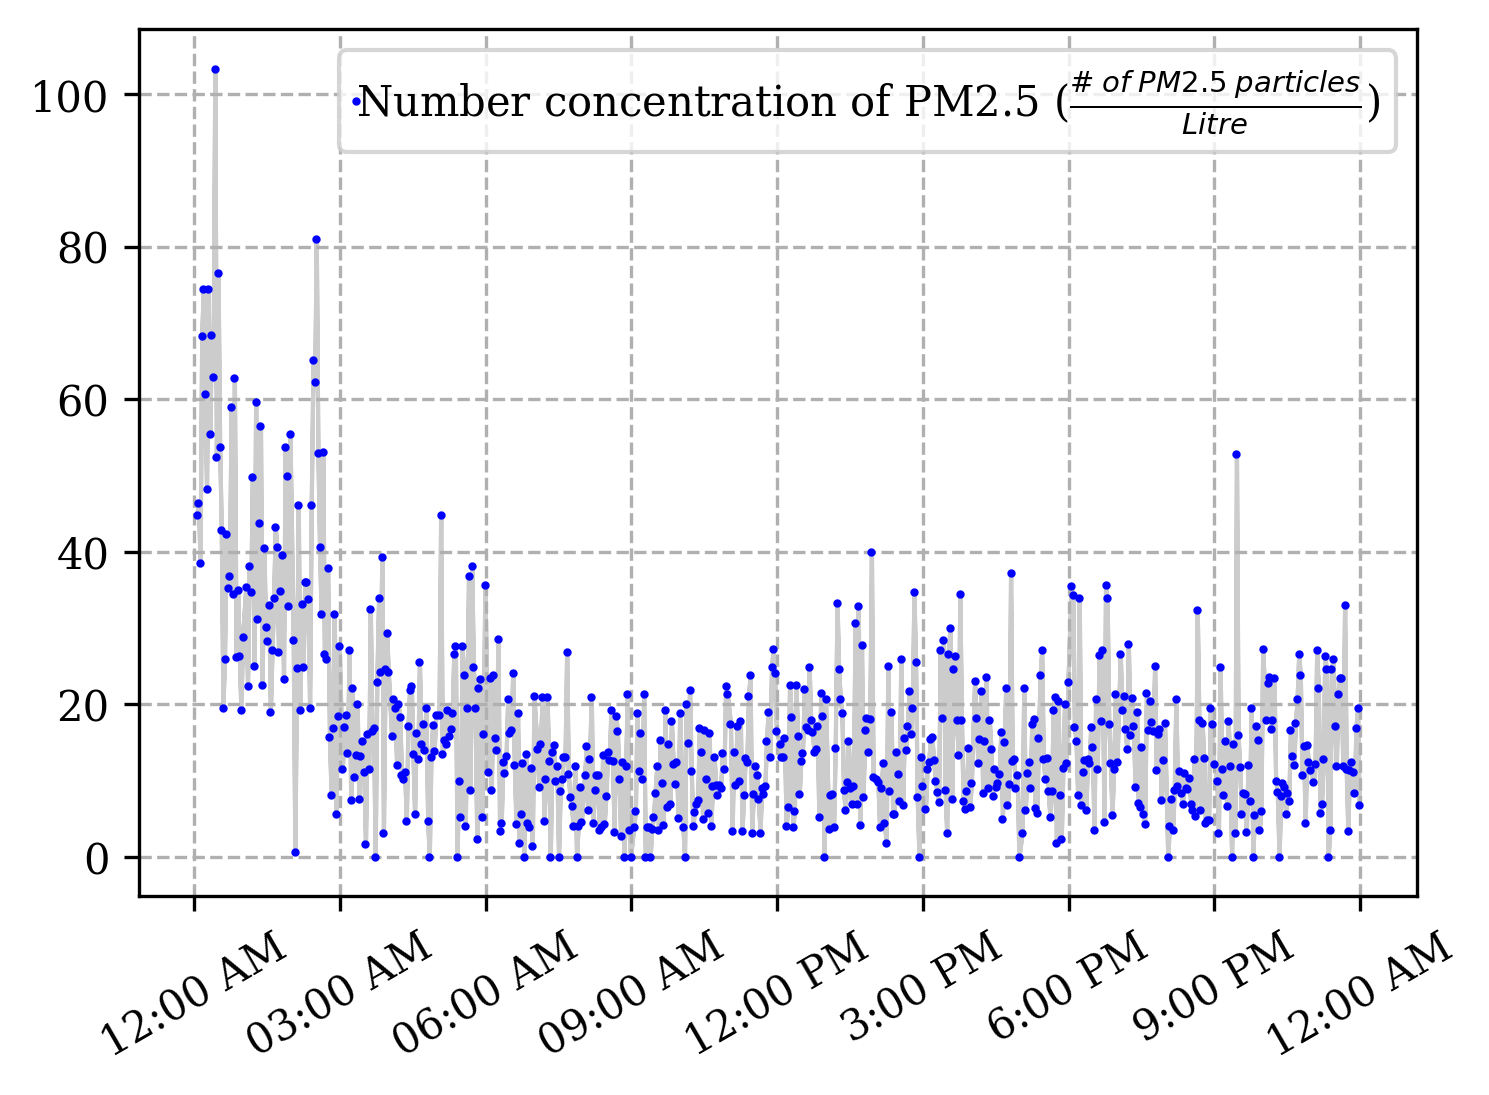 Number concentration of PM2.5 (# of PM2.5 particles / Litre)
100
80
60
40
20
0
12:00 AM
03:00 AM
06:00 AM
09:00 AM
12:00 PM
3:00 PM
6:00 PM
9:00 PM
12:00 AM